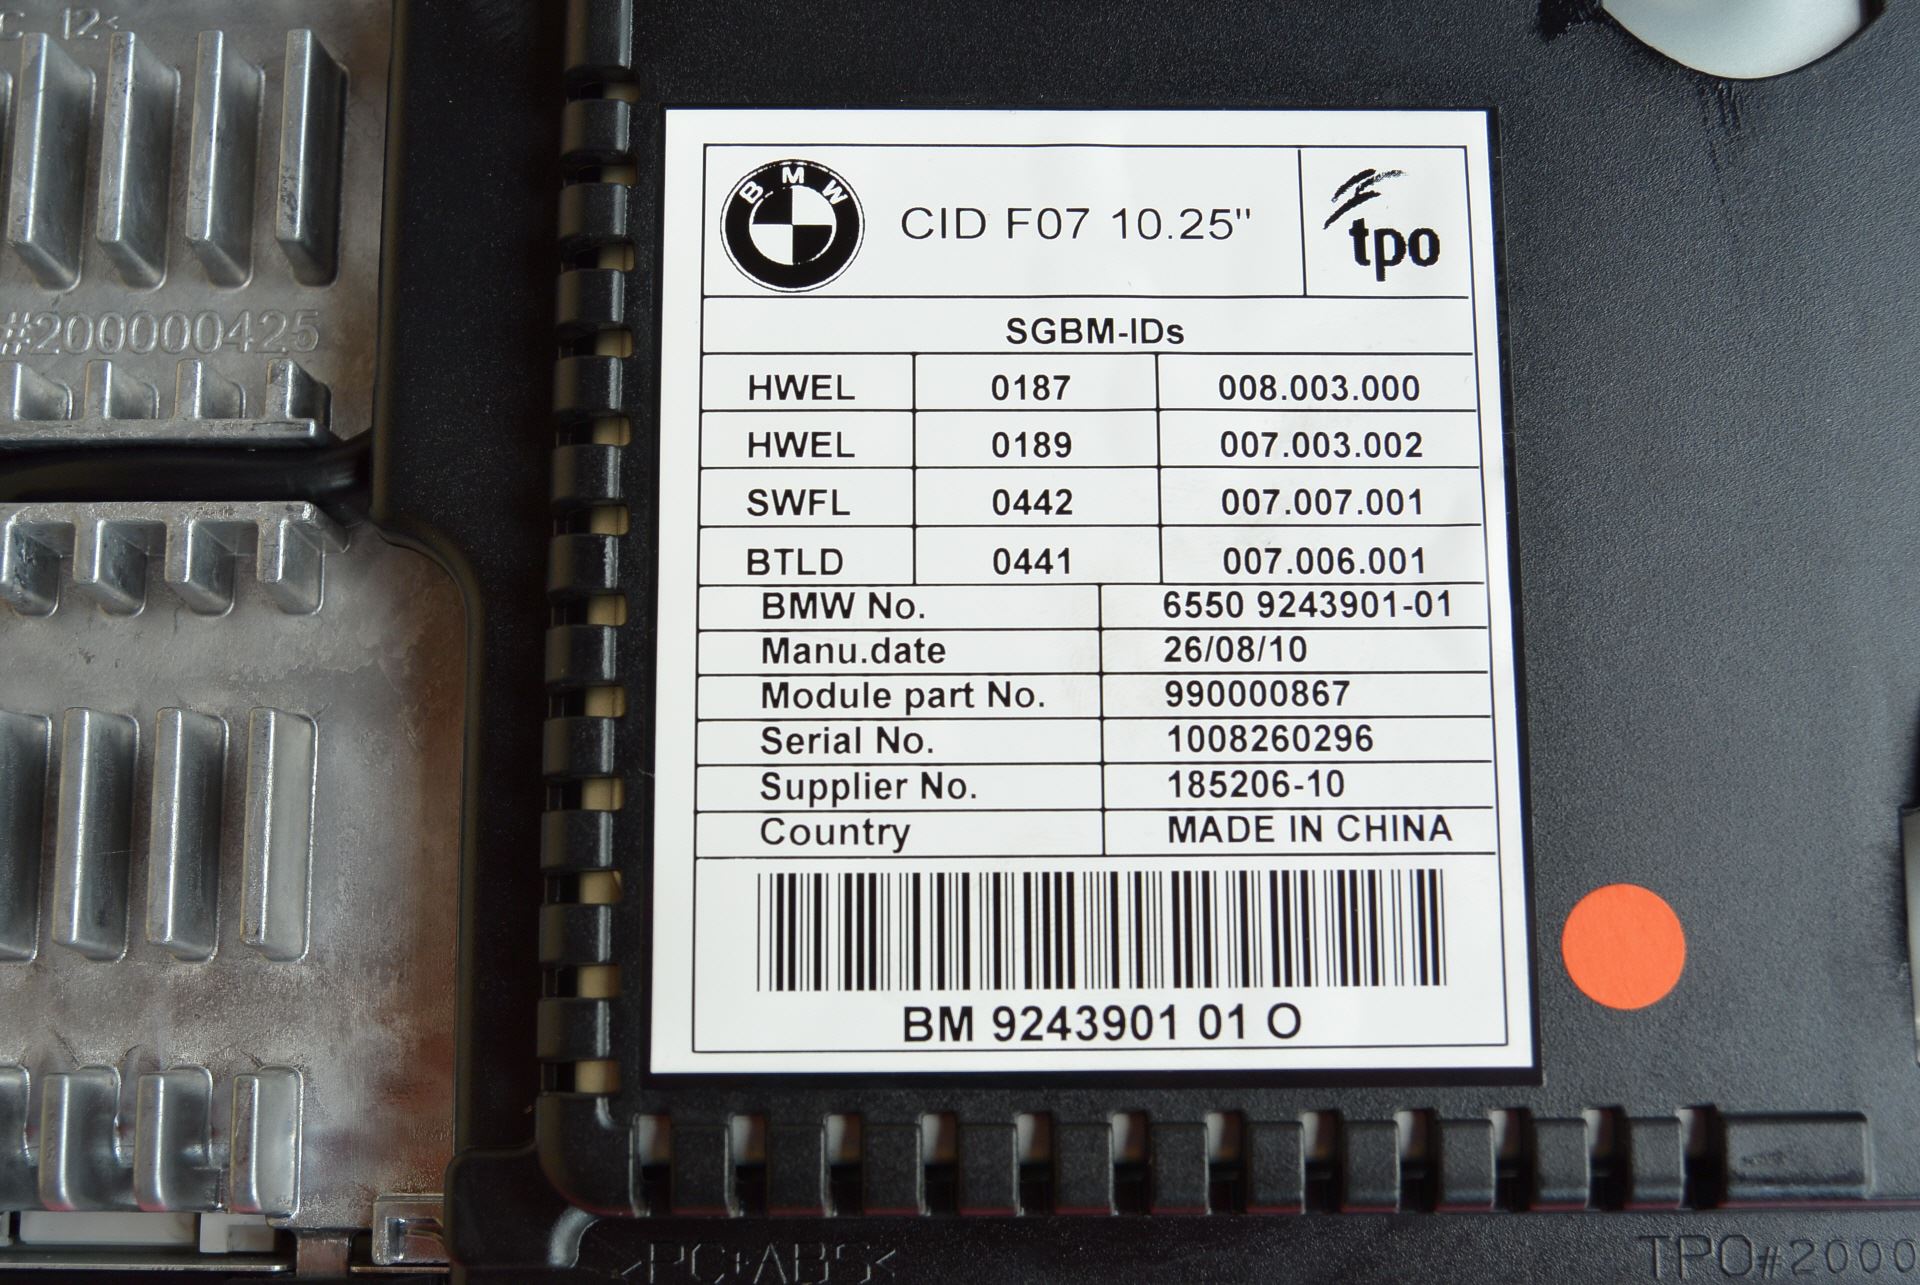 C 12<
#200000425
BMW
CID F07 10.25"
tpo
SGBM-IDs
HWEL 0187 008.003.000
HWEL 0189 007.003.002
SWFL 0442 007.007.001
BTLD 0441 007.006.001
BMW No. 6550 9243901-01
Manu.date 26/08/10
Module part No. 990000867
Serial No. 1008260296
Supplier No. 185206-10
Country MADE IN CHINA
BM 9243901 01 O
>PC+ABS<
TPO#2000